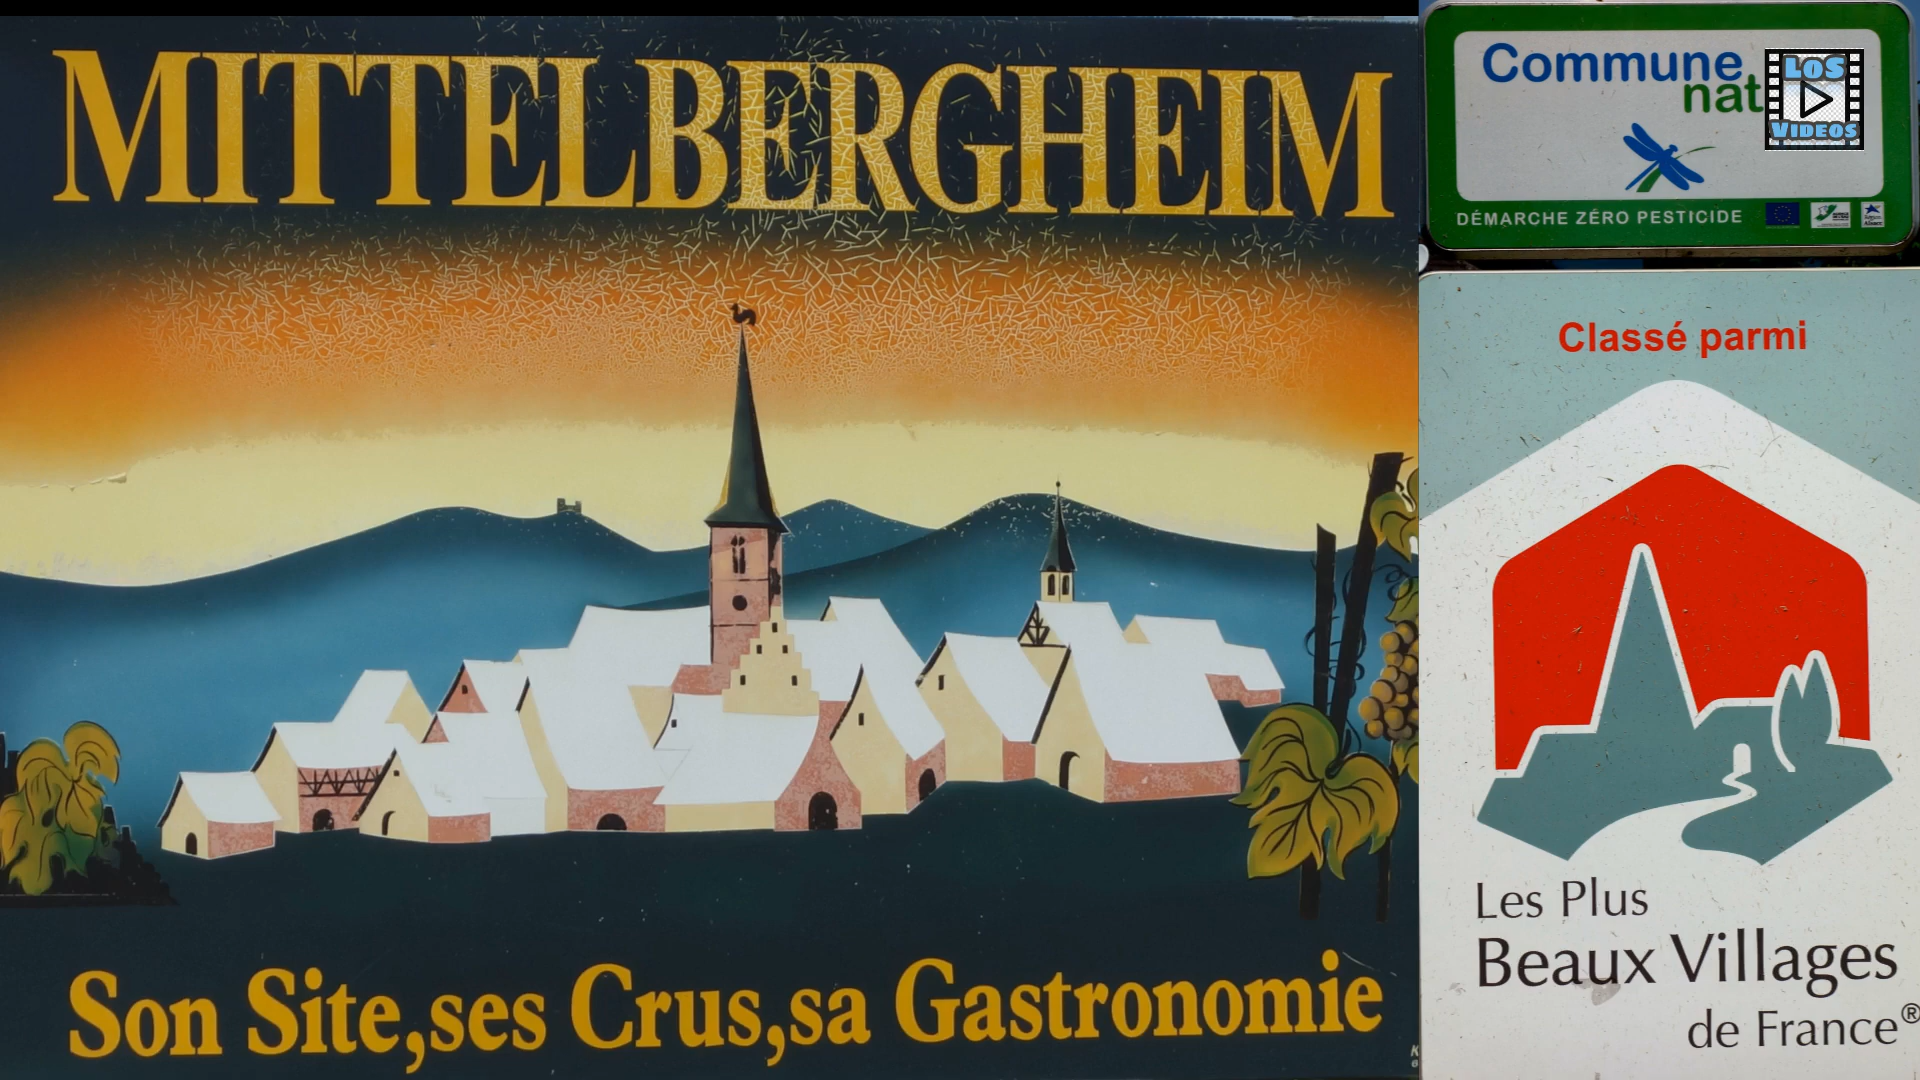 MITTELBERGHEIM
Son Site,ses Crus,sa Gastronomie
Commune
nat
LOS
VIDEOS
DÉMARCHE ZÉRO PESTICIDE
Classé parmi
Les Plus
Beaux Villages
de France®